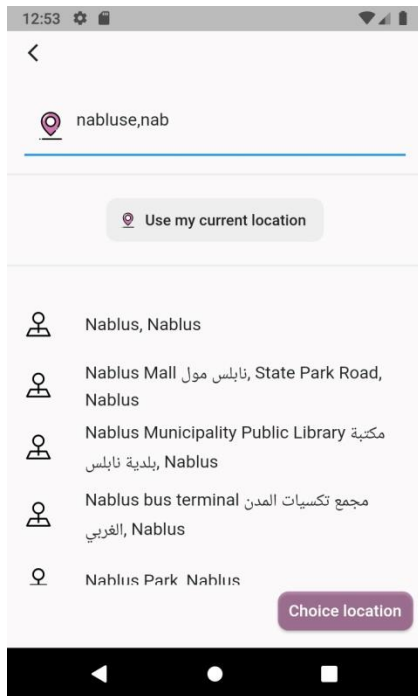 12:53
nabluse,nab
Use my current location
Nablus, Nablus
Nablus Mall نابلس مول, State Park Road,
Nablus
Nablus Municipality Public Library مكتبة
بلدية نابلس, Nablus
Nablus bus terminal مجمع تكسيات المدن
الغربي, Nablus
Nablus Park, Nablus
Choice location